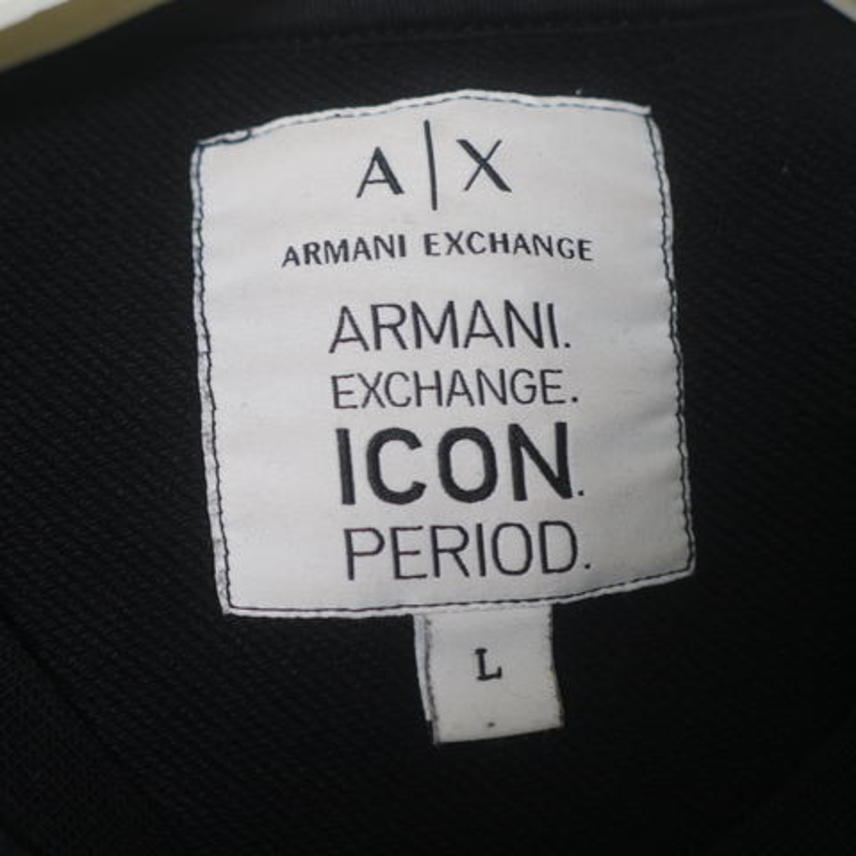 A|X
ARMANI EXCHANGE
ARMANI.
EXCHANGE.
ICON.
PERIOD.
L